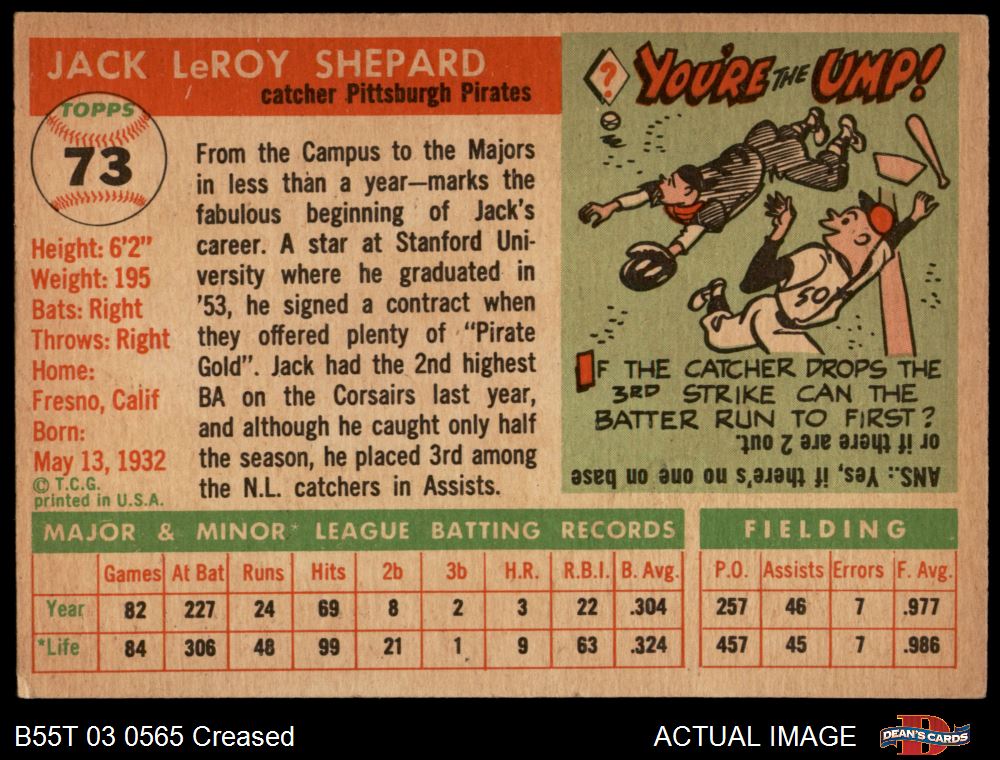 JACK LeROY SHEPARD
catcher Pittsburgh Pirates
TOPPS
73
Height: 6'2"
Weight: 195
Bats: Right
Throws: Right
Home:
Fresno, Calif
Born:
May 13, 1932
© T.C.G.
printed in U.S.A.
From the Campus to the Majors
in less than a year—marks the
fabulous beginning of Jack's
career. A star at Stanford Uni-
versity where he graduated in
'53, he signed a contract when
they offered plenty of "Pirate
Gold". Jack had the 2nd highest
BA on the Corsairs last year,
and although he caught only half
the season, he placed 3rd among
the N.L. catchers in Assists.
?
YOU'RE THE UMP!
50
IF THE CATCHER DROPS THE
3RD STRIKE CAN THE
BATTER RUN TO FIRST?
ANS.: Yes, if there's no one on base
or if there are 2 out.
MAJOR & MINOR* LEAGUE BATTING RECORDS
FIELDING
Games At Bat Runs Hits 2b 3b H.R. R.B.I. B. Avg. P.O. Assists Errors F. Avg.
Year 82 227 24 69 8 2 3 22 .304 257 46 7 .977
*Life 84 306 48 99 21 1 9 63 .324 457 45 7 .986
B55T 03 0565 Creased
ACTUAL IMAGE
D
DEAN'S CARDS